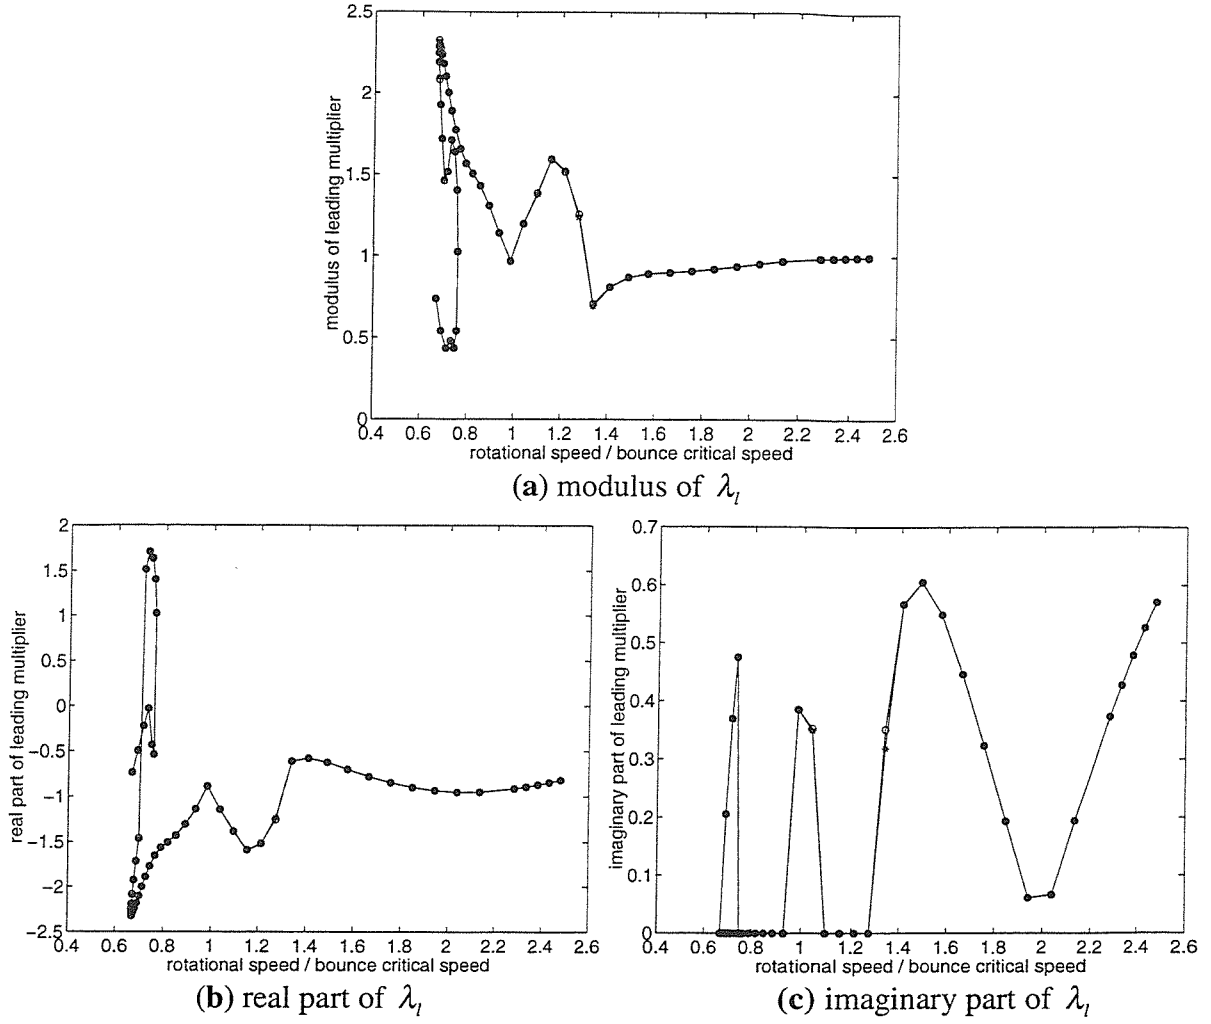 2.5
2
1.5
1
0.5
0
modulus of leading multiplier
0.4 0.6 0.8 1 1.2 1.4 1.6 1.8 2 2.2 2.4 2.6
rotational speed / bounce critical speed
(a) modulus of λl
2
1.5
1
0.5
0
−0.5
−1
−1.5
−2
−2.5
real part of leading multiplier
0.4 0.6 0.8 1 1.2 1.4 1.6 1.8 2 2.2 2.4 2.6
rotational speed / bounce critical speed
(b) real part of λl
0.7
0.6
0.5
0.4
0.3
0.2
0.1
0
imaginary part of leading multiplier
0.4 0.6 0.8 1 1.2 1.4 1.6 1.8 2 2.2 2.4 2.6
rotational speed / bounce critical speed
(c) imaginary part of λl